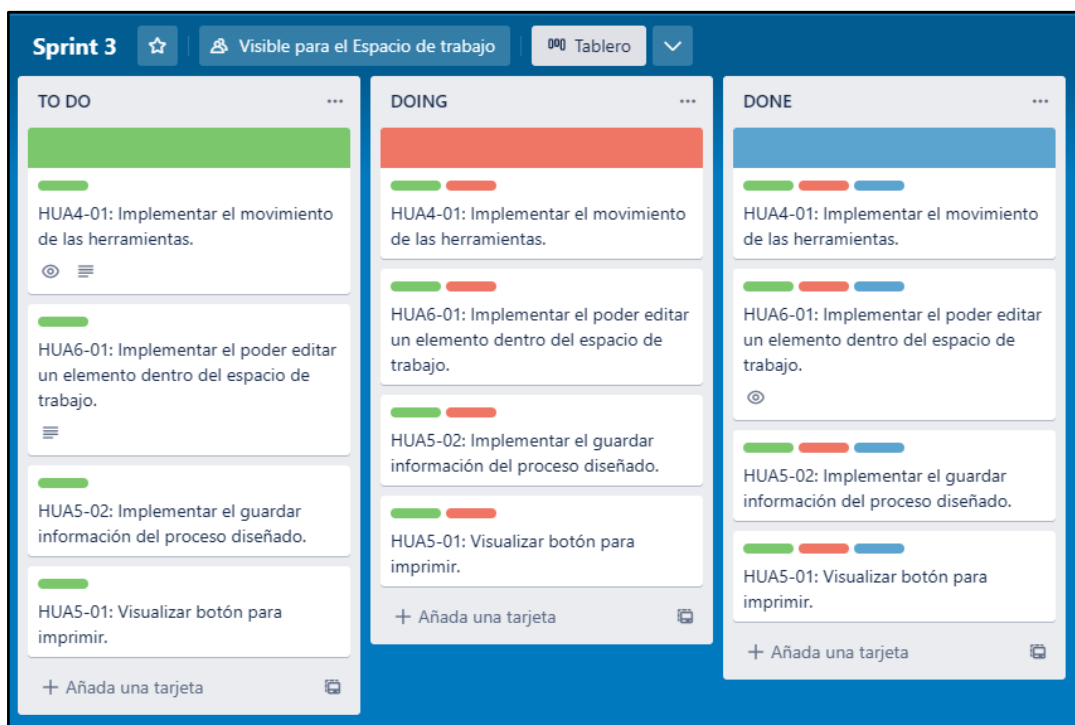 Sprint 3
Visible para el Espacio de trabajo
Tablero
TO DO
HUA4-01: Implementar el movimiento
de las herramientas.
HUA6-01: Implementar el poder editar
un elemento dentro del espacio de
trabajo.
HUA5-02: Implementar el guardar
información del proceso diseñado.
HUA5-01: Visualizar botón para
imprimir.
+ Añada una tarjeta
DOING
HUA4-01: Implementar el movimiento
de las herramientas.
HUA6-01: Implementar el poder editar
un elemento dentro del espacio de
trabajo.
HUA5-02: Implementar el guardar
información del proceso diseñado.
HUA5-01: Visualizar botón para
imprimir.
+ Añada una tarjeta
DONE
HUA4-01: Implementar el movimiento
de las herramientas.
HUA6-01: Implementar el poder editar
un elemento dentro del espacio de
trabajo.
HUA5-02: Implementar el guardar
información del proceso diseñado.
HUA5-01: Visualizar botón para
imprimir.
+ Añada una tarjeta